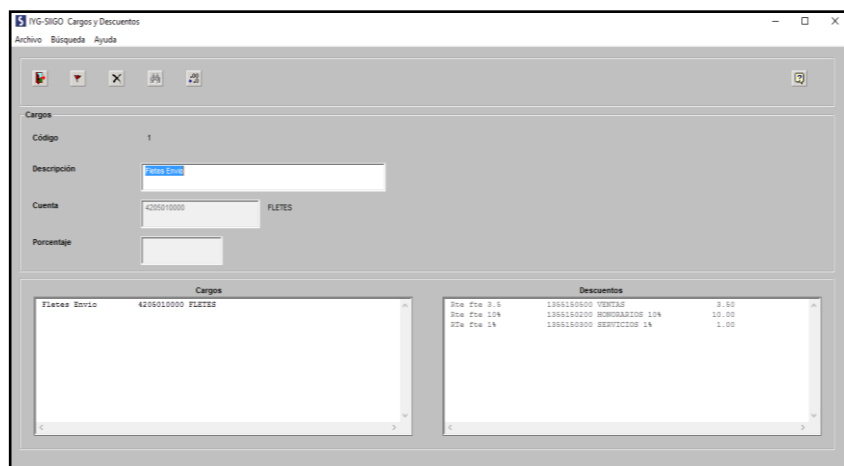 IYG-SIIGO Cargos y Descuentos
Archivo Búsqueda Ayuda
Cargos
Código 1
Descripción Fletes Envio
Cuenta 4205010000 FLETES
Porcentaje
Cargos
Fletes Envio 4205010000 FLETES
Descuentos
Rte fte 3.5 1355150500 VENTAS 3.50
Rte fte 10% 1355150200 HONORARIOS 10% 10.00
RTe fte 1% 1355150300 SERVICIOS 1% 1.00